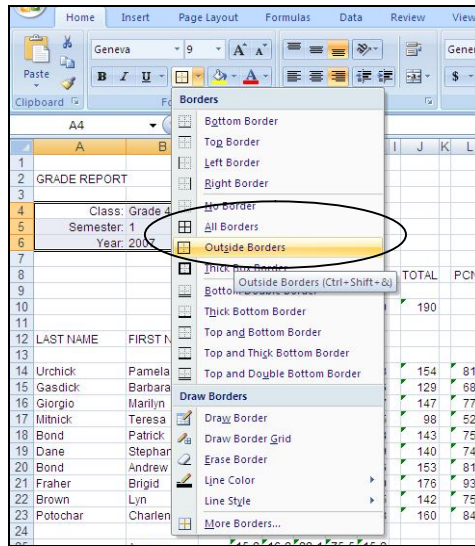 Home Insert Page Layout Formulas Data Review View
Geneva 9 A A Gener
Paste B I U A $
Clipboard
A4
A B I J K L
1
2 GRADE REPORT
3
4 Class: Grade 4
5 Semester: 1
6 Year: 2007
7
8 TOTAL PCN
9
10 190
11
12 LAST NAME FIRST N
13
14 Urchick Pamela 154 81
15 Gasdick Barbara 129 68
16 Giorgio Marilyn 147 77
17 Mitnick Teresa 98 52
18 Bond Patrick 143 75
19 Dane Stephan 140 74
20 Bond Andrew 153 81
21 Fraher Brigid 176 93
22 Brown Lyn 142 75
23 Potochar Charlen 160 84
24
Borders
Bottom Border
Top Border
Left Border
Right Border
No Border
All Borders
Outside Borders
Thick Box Border
Outside Borders (Ctrl+Shift+&)
Bottom Double Border
Thick Bottom Border
Top and Bottom Border
Top and Thick Bottom Border
Top and Double Bottom Border
Draw Borders
Draw Border
Draw Border Grid
Erase Border
Line Color
Line Style
More Borders...